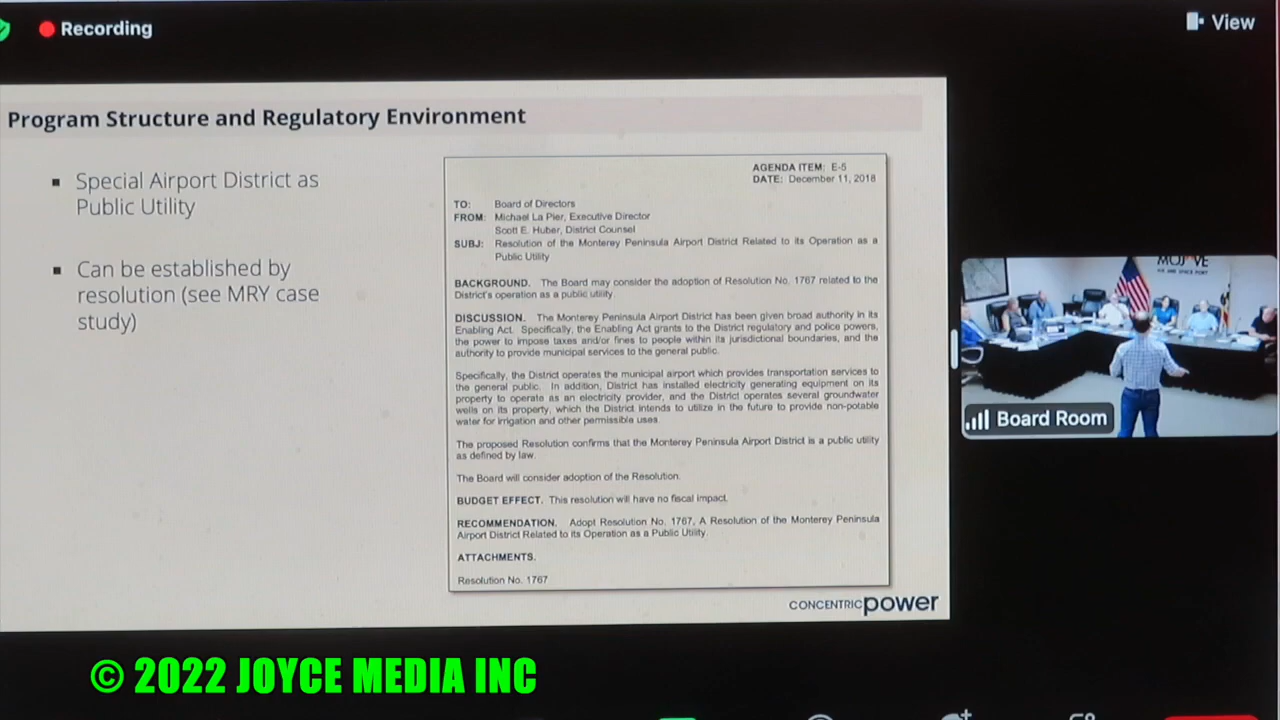 Recording
View
Program Structure and Regulatory Environment
Special Airport District as
Public Utility
Can be established by
resolution (see MRY case
study)
AGENDA ITEM: E-5
DATE: December 11, 2018
TO: Board of Directors
FROM: Michael La Pier, Executive Director
Scott E. Huber, District Counsel
SUBJ: Resolution of the Monterey Peninsula Airport District Related to its Operation as a
Public Utility
BACKGROUND. The Board may consider the adoption of Resolution No. 1767 related to the
District's operation as a public utility.
DISCUSSION. The Monterey Peninsula Airport District has been given broad authority in its
Enabling Act. Specifically, the Enabling Act grants to the District regulatory and police powers,
the power to impose taxes and/or fines to people within its jurisdictional boundaries, and the
authority to provide municipal services to the general public.
Specifically, the District operates the municipal airport which provides transportation services to
the general public. In addition, District has installed electricity generating equipment on its
property to operate as an electricity provider, and the District operates several groundwater
wells on its property, which the District intends to utilize in the future to provide non-potable
water for irrigation and other permissible uses.
The proposed Resolution confirms that the Monterey Peninsula Airport District is a public utility
as defined by law.
The Board will consider adoption of the Resolution.
BUDGET EFFECT. This resolution will have no fiscal impact.
RECOMMENDATION. Adopt Resolution No. 1767, A Resolution of the Monterey Peninsula
Airport District Related to its Operation as a Public Utility.
ATTACHMENTS.
Resolution No. 1767
CONCENTRICpower
AIR AND SPACE PORT
Board Room
© 2022 JOYCE MEDIA INC